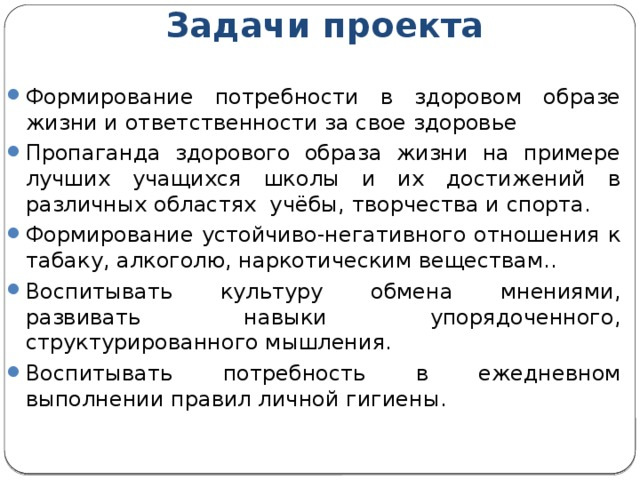 Задачи проекта
Формирование потребности в здоровом образе
жизни и ответственности за свое здоровье
Пропаганда здорового образа жизни на примере
лучших учащихся школы и их достижений в
различных областях учёбы, творчества и спорта.
Формирование устойчиво-негативного отношения к
табаку, алкоголю, наркотическим веществам..
Воспитывать культуру обмена мнениями,
развивать навыки упорядоченного,
структурированного мышления.
Воспитывать потребность в ежедневном
выполнении правил личной гигиены.